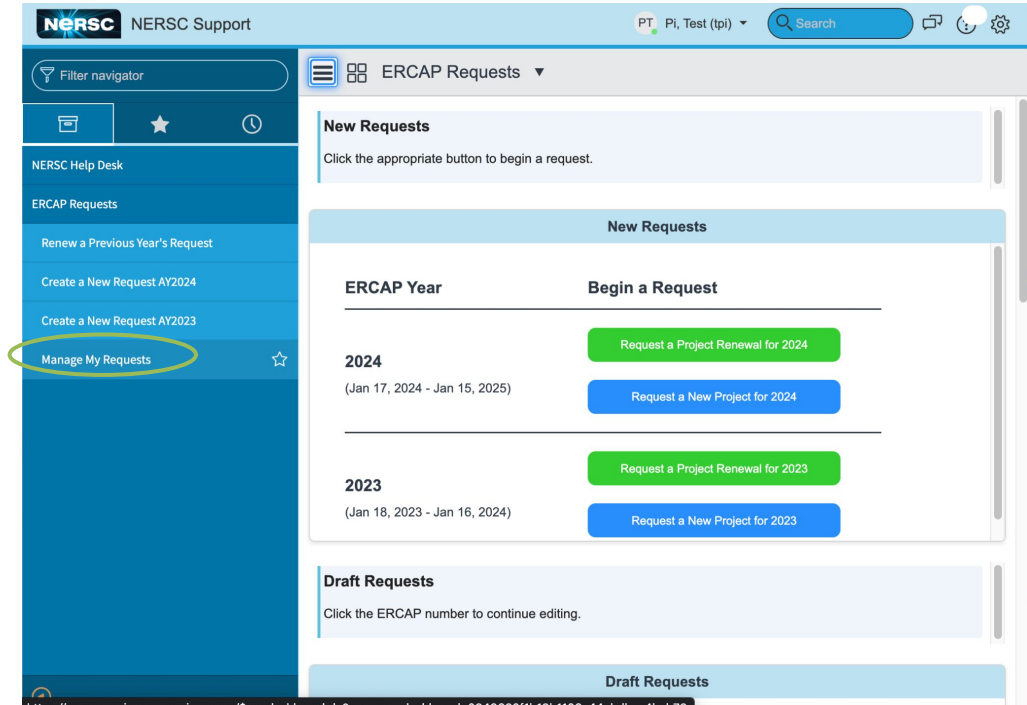 NERSC NERSC Support
PT Pi, Test (tpi) Search
Filter navigator
ERCAP Requests
NERSC Help Desk
ERCAP Requests
Renew a Previous Year's Request
Create a New Request AY2024
Create a New Request AY2023
Manage My Requests
New Requests
Click the appropriate button to begin a request.
New Requests
ERCAP Year Begin a Request
2024
(Jan 17, 2024 - Jan 15, 2025)
Request a Project Renewal for 2024
Request a New Project for 2024
2023
(Jan 18, 2023 - Jan 16, 2024)
Request a Project Renewal for 2023
Request a New Project for 2023
Draft Requests
Click the ERCAP number to continue editing.
Draft Requests